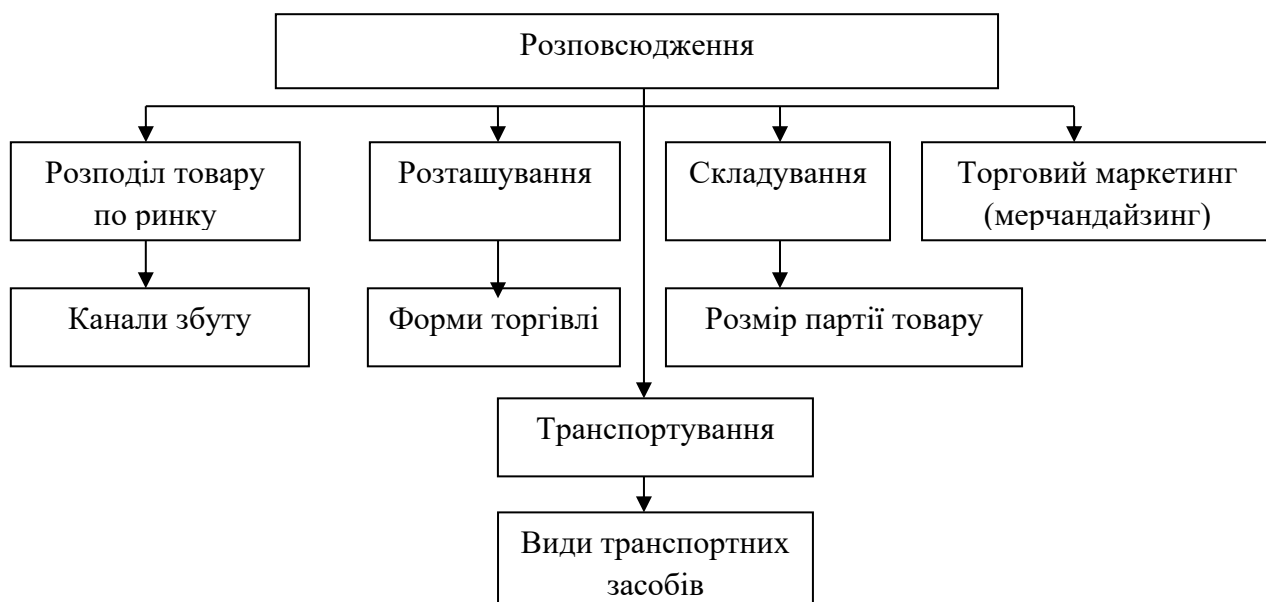 Розповсюдження
Розподіл товару
по ринку
Розташування
Складування
Торговий маркетинг
(мерчандайзинг)
Канали збуту
Форми торгівлі
Розмір партії товару
Транспортування
Види транспортних
засобів